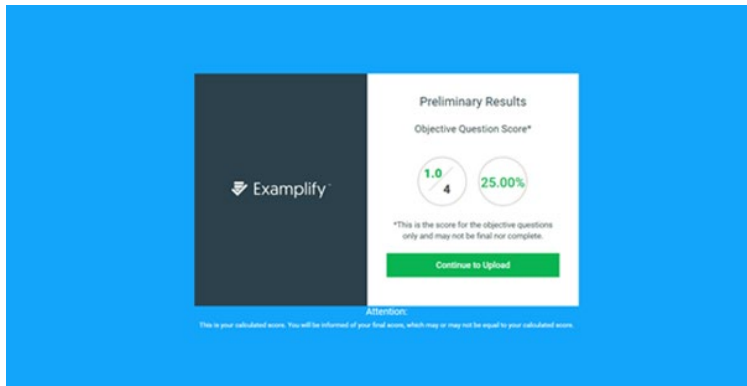 Examplify
Preliminary Results
Objective Question Score*
1.0
4
25.00%
*This is the score for the objective questions
only and may not be final nor complete.
Continue to Upload
Attention:
This is your calculated score. You will be informed of your final score, which may or may not be equal to your calculated score.